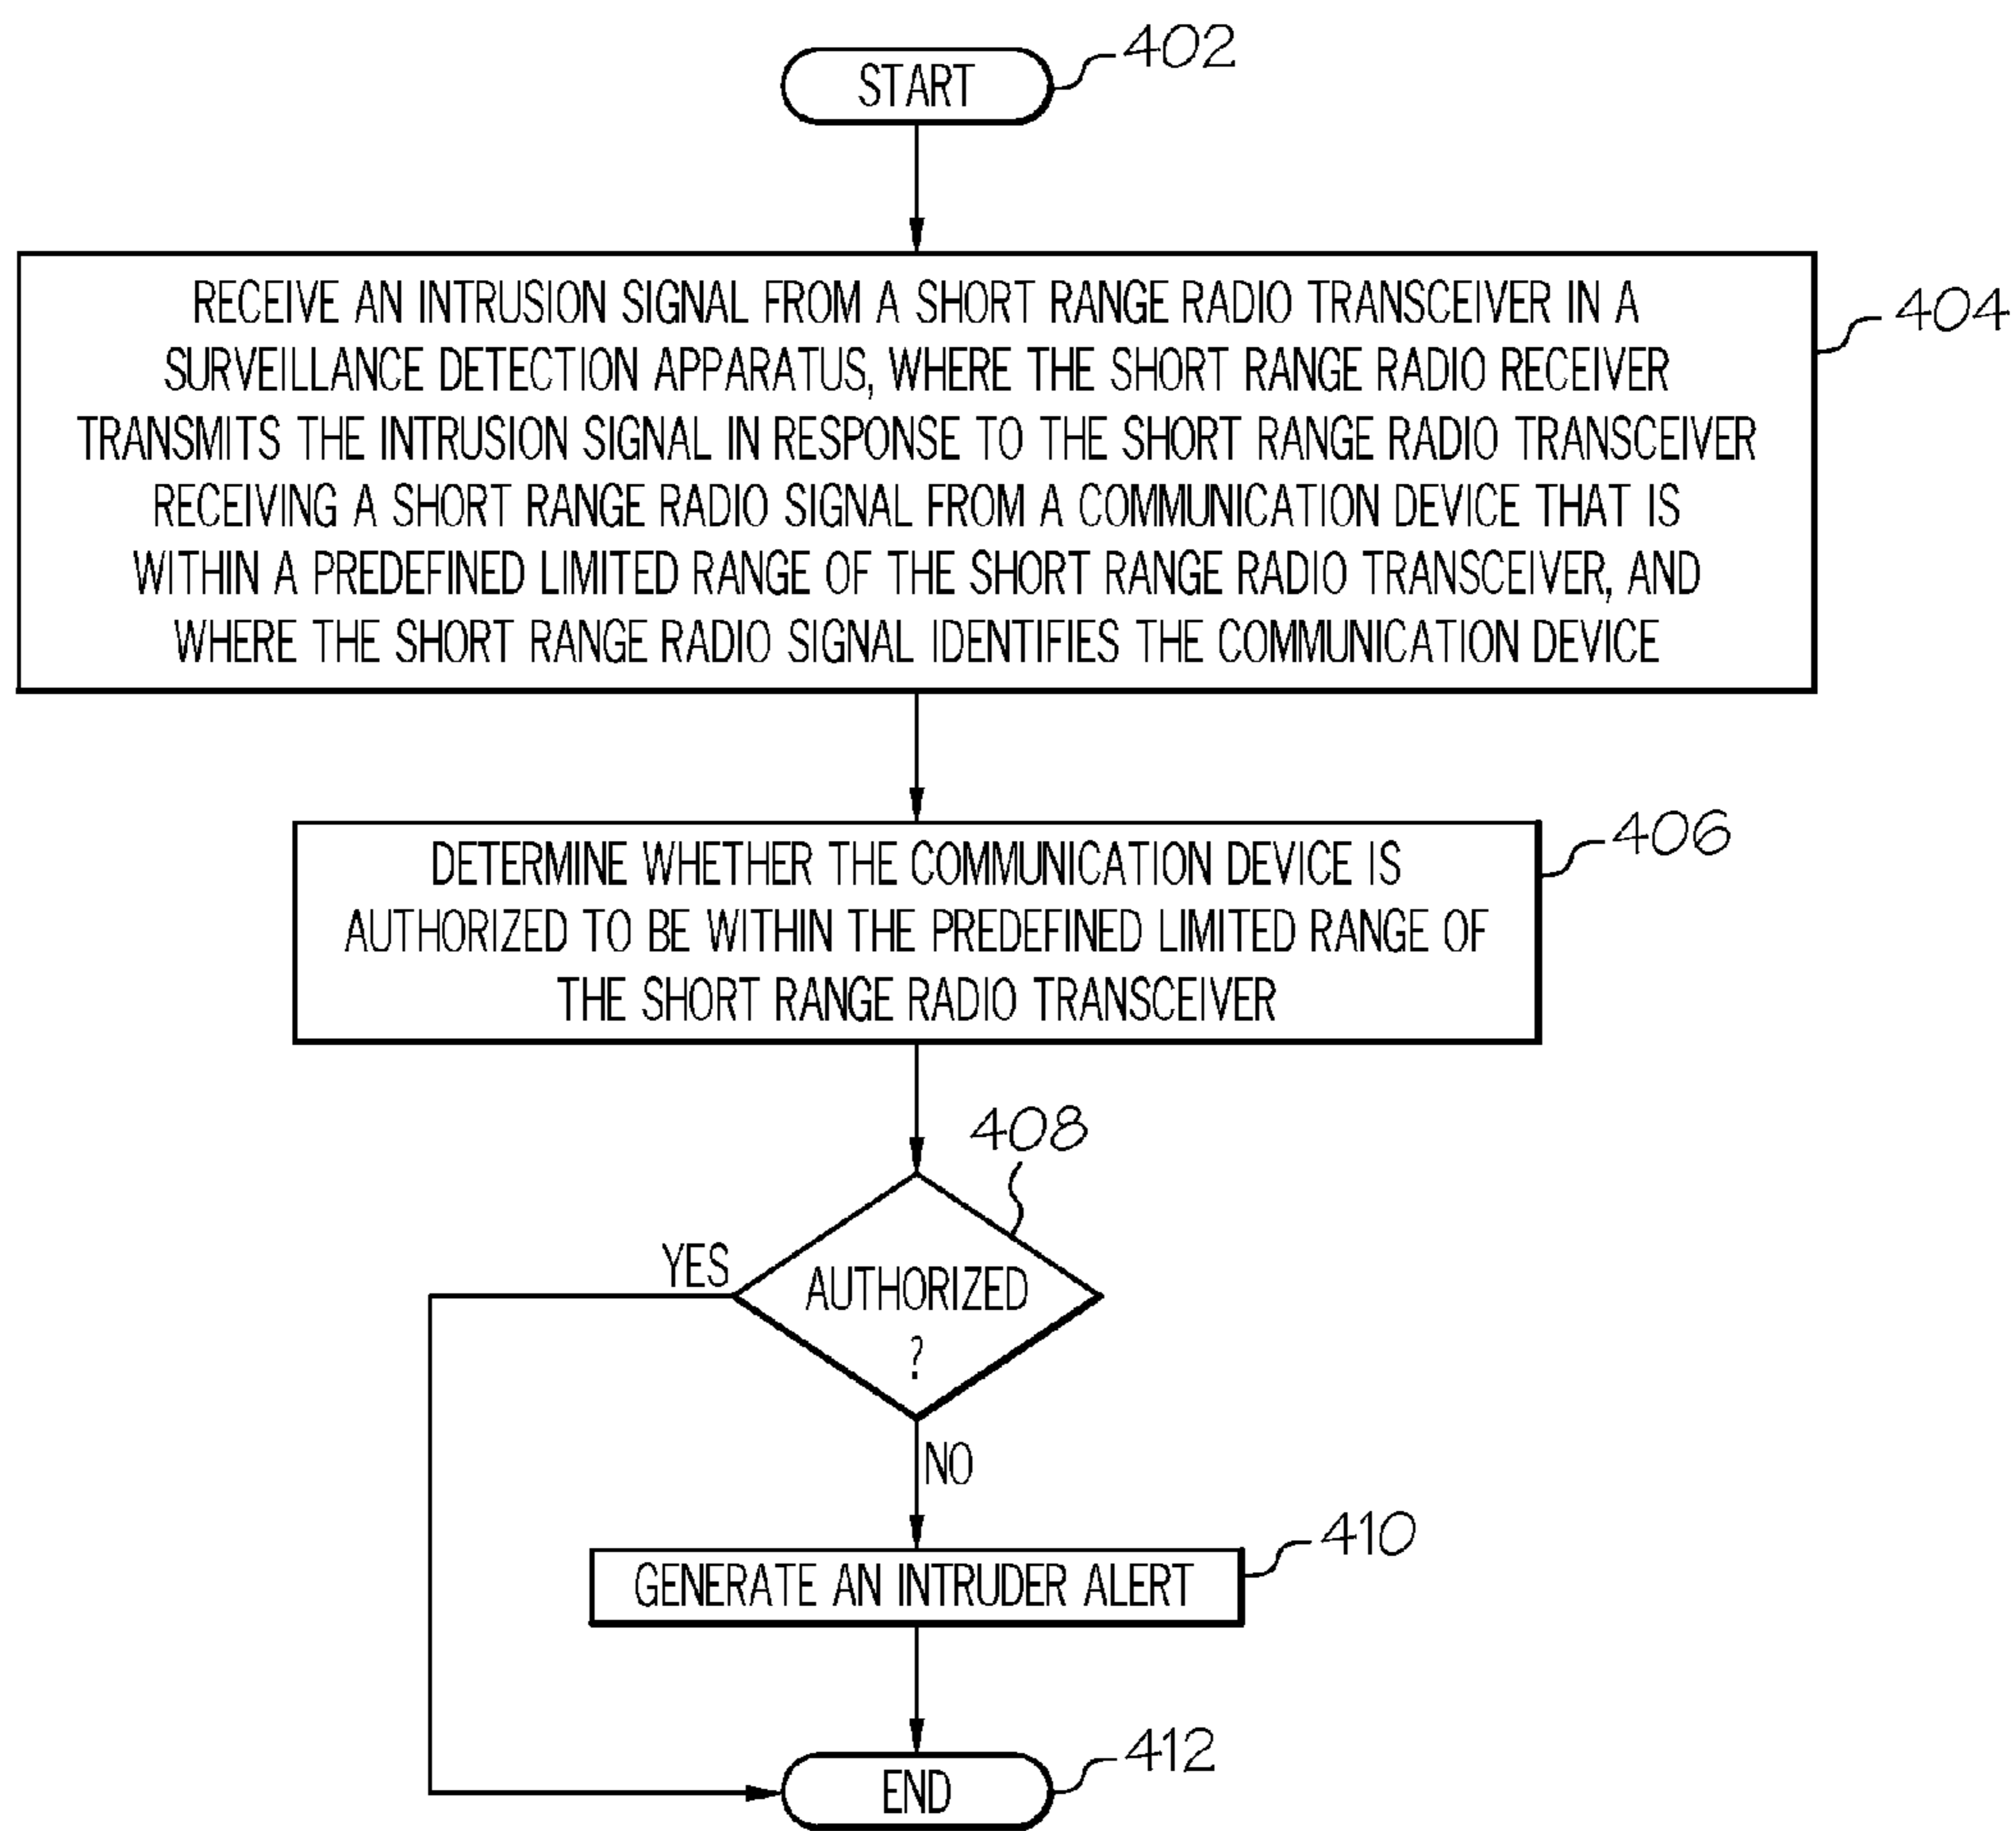 START
402
RECEIVE AN INTRUSION SIGNAL FROM A SHORT RANGE RADIO TRANSCEIVER IN A
SURVEILLANCE DETECTION APPARATUS, WHERE THE SHORT RANGE RADIO RECEIVER
TRANSMITS THE INTRUSION SIGNAL IN RESPONSE TO THE SHORT RANGE RADIO TRANSCEIVER
RECEIVING A SHORT RANGE RADIO SIGNAL FROM A COMMUNICATION DEVICE THAT IS
WITHIN A PREDEFINED LIMITED RANGE OF THE SHORT RANGE RADIO TRANSCEIVER, AND
WHERE THE SHORT RANGE RADIO SIGNAL IDENTIFIES THE COMMUNICATION DEVICE
404
DETERMINE WHETHER THE COMMUNICATION DEVICE IS
AUTHORIZED TO BE WITHIN THE PREDEFINED LIMITED RANGE OF
THE SHORT RANGE RADIO TRANSCEIVER
406
408
YES
AUTHORIZED
?
NO
GENERATE AN INTRUDER ALERT
410
END
412